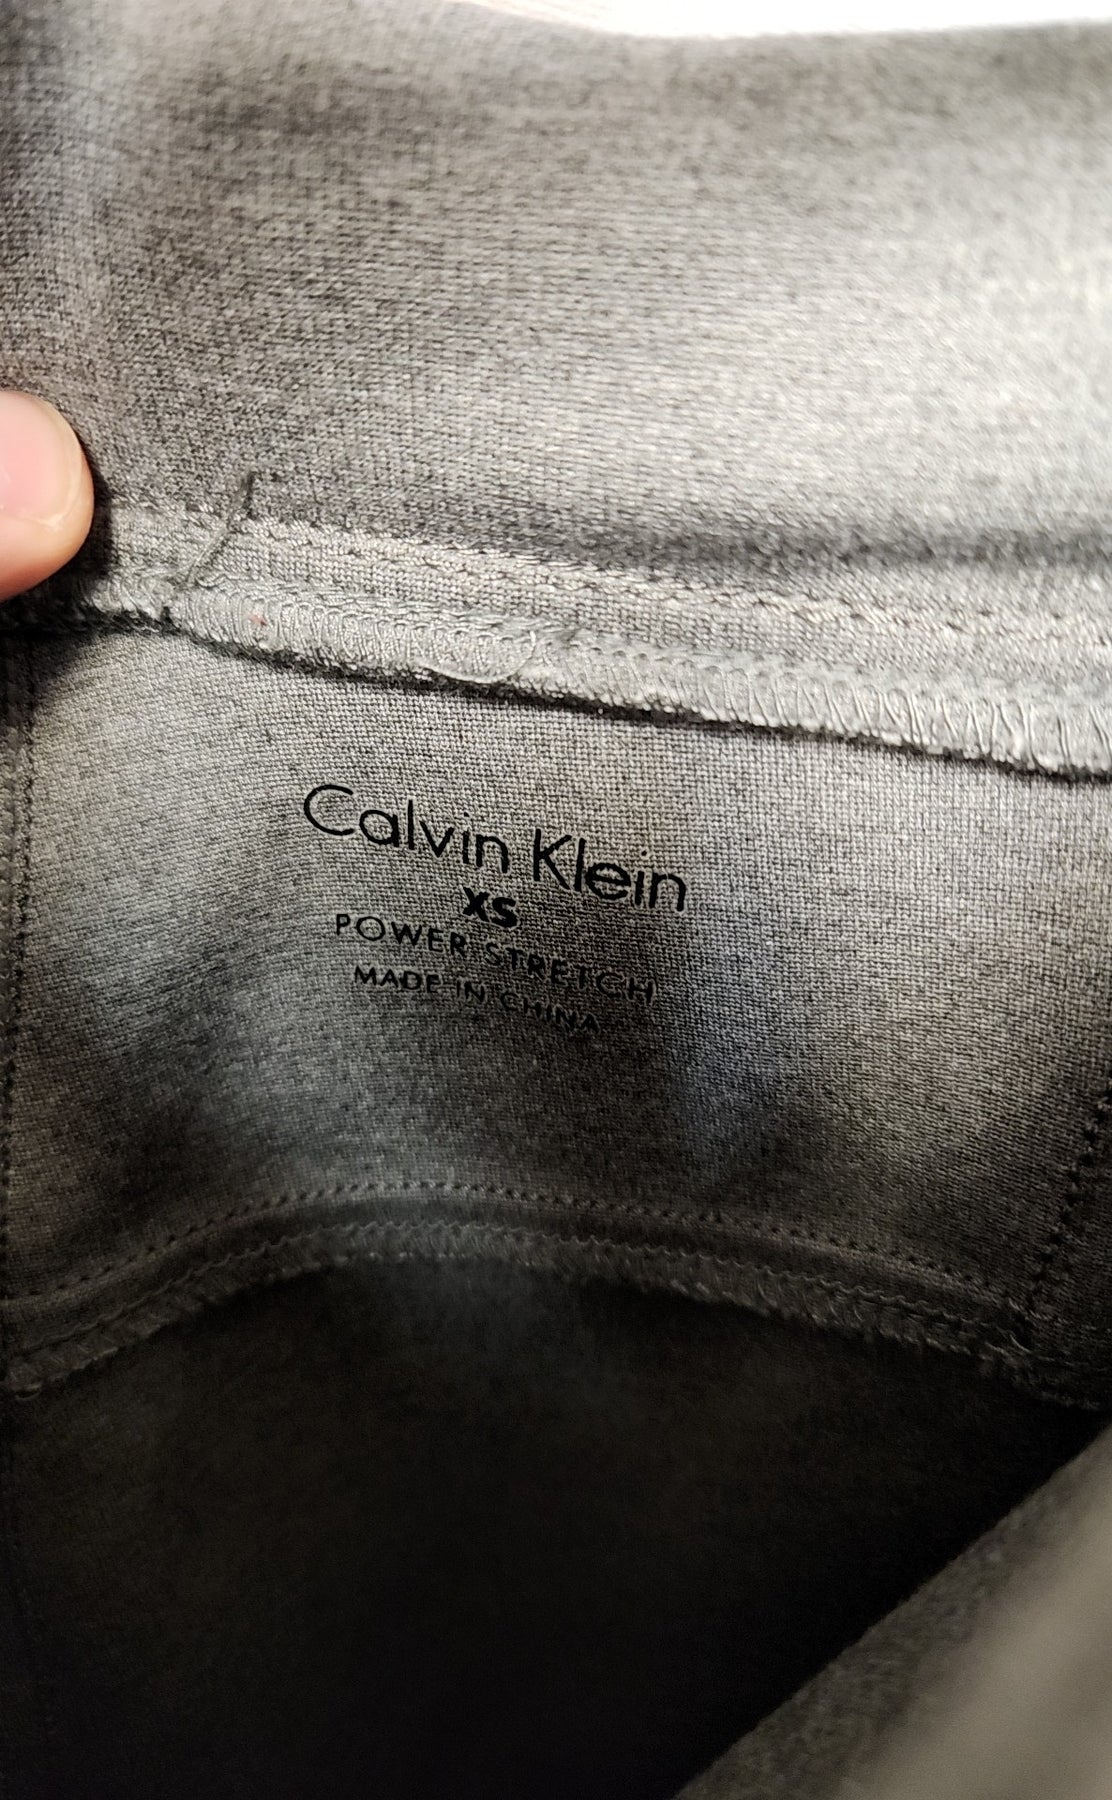 Calvin Klein
XS
POWER STRETCH
MADE IN CHINA